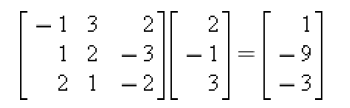 [ −1 3 2 ] [ 2 ] = [ 1 ]
[ 1 2 −3 ] [ −1 ] = [ −9 ]
[ 2 1 −2 ] [ 3 ] = [ −3 ]